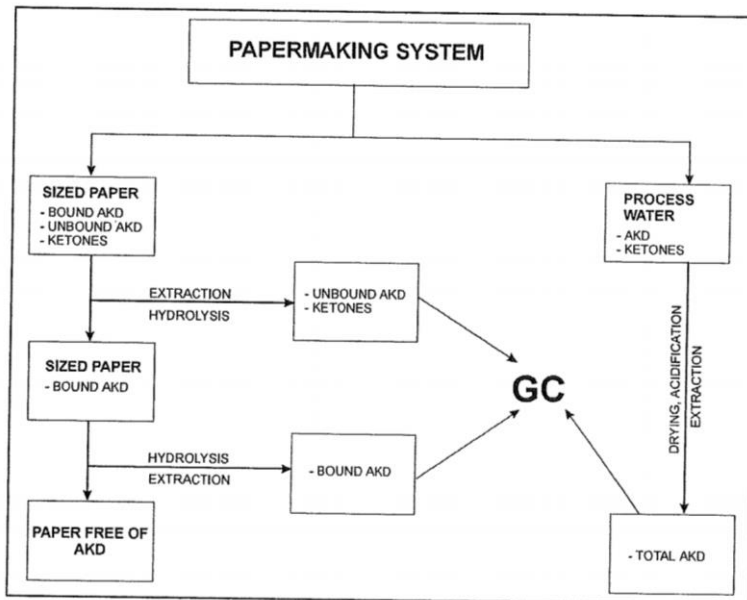 PAPERMAKING SYSTEM
SIZED PAPER
- BOUND AKD
- UNBOUND AKD
- KETONES
PROCESS
WATER
- AKD
- KETONES
EXTRACTION
HYDROLYSIS
- UNBOUND AKD
- KETONES
SIZED PAPER
- BOUND AKD
GC
DRYING, ACIDIFICATION
EXTRACTION
HYDROLYSIS
EXTRACTION
- BOUND AKD
PAPER FREE OF
AKD
- TOTAL AKD